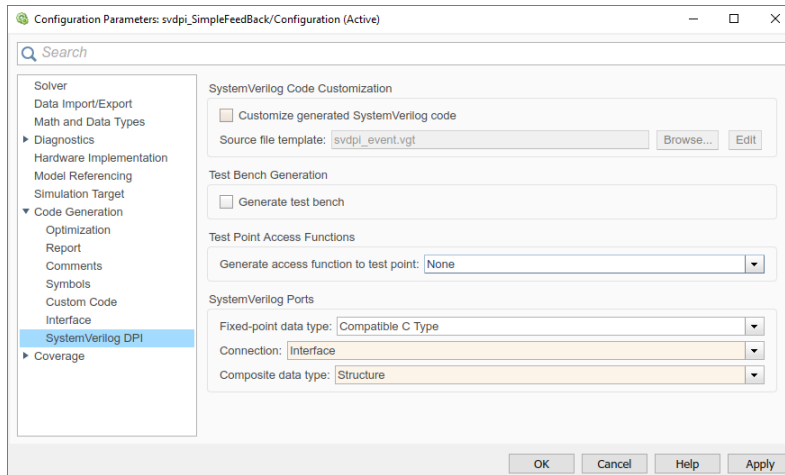 Configuration Parameters: svdpi_SimpleFeedBack/Configuration (Active)
Search
Solver
Data Import/Export
Math and Data Types
Diagnostics
Hardware Implementation
Model Referencing
Simulation Target
Code Generation
Optimization
Report
Comments
Symbols
Custom Code
Interface
SystemVerilog DPI
Coverage
SystemVerilog Code Customization
Customize generated SystemVerilog code
Source file template: svdpi_event.vgt Browse... Edit
Test Bench Generation
Generate test bench
Test Point Access Functions
Generate access function to test point: None
SystemVerilog Ports
Fixed-point data type: Compatible C Type
Connection: Interface
Composite data type: Structure
OK Cancel Help Apply